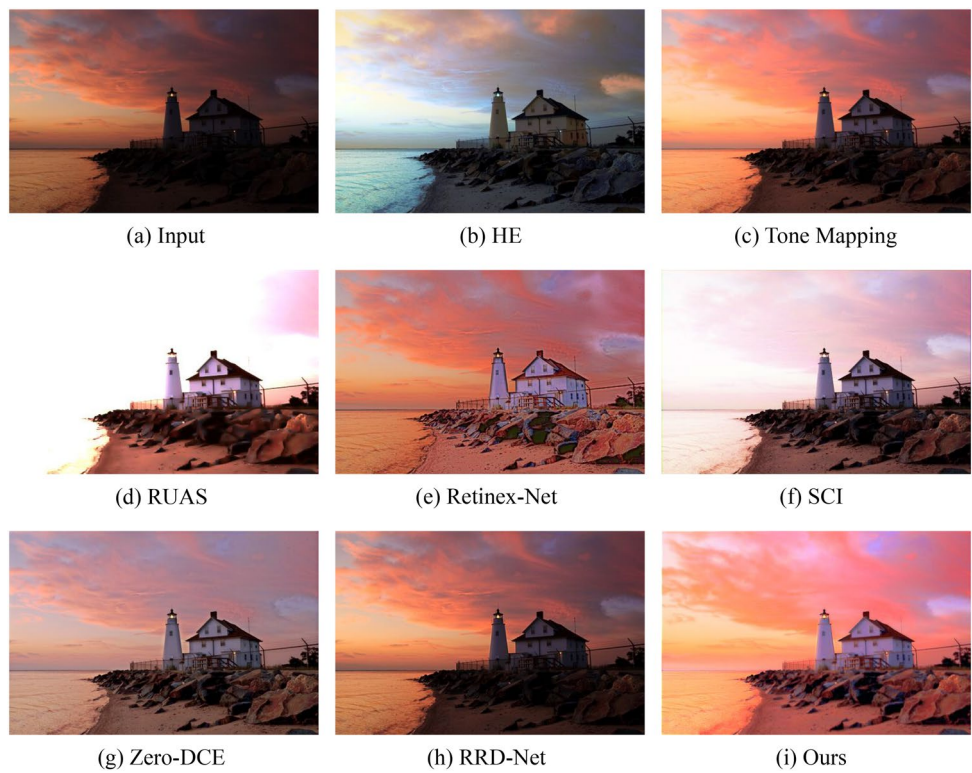 (a) Input
(b) HE
(c) Tone Mapping
(d) RUAS
(e) Retinex-Net
(f) SCI
(g) Zero-DCE
(h) RRD-Net
(i) Ours